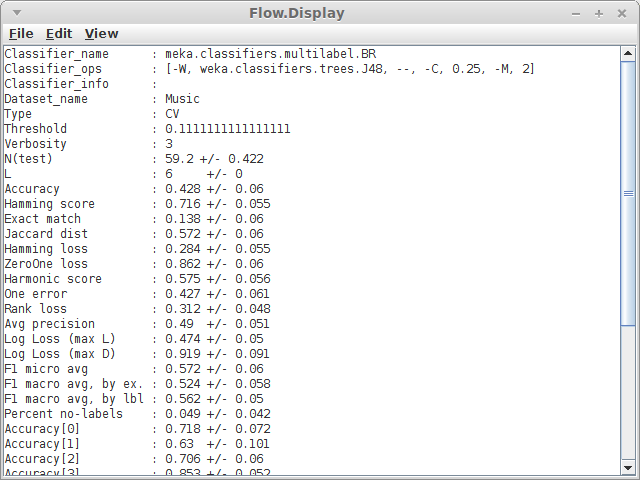 Flow.Display
File Edit View
Classifier_name : meka.classifiers.multilabel.BR
Classifier_ops : [-W, weka.classifiers.trees.J48, --, -C, 0.25, -M, 2]
Classifier_info :
Dataset_name : Music
Type : CV
Threshold : 0.1111111111111111
Verbosity : 3
N(test) : 59.2 +/- 0.422
L : 6 +/- 0
Accuracy : 0.428 +/- 0.06
Hamming score : 0.716 +/- 0.055
Exact match : 0.138 +/- 0.06
Jaccard dist : 0.572 +/- 0.06
Hamming loss : 0.284 +/- 0.055
ZeroOne loss : 0.862 +/- 0.06
Harmonic score : 0.575 +/- 0.056
One error : 0.427 +/- 0.061
Rank loss : 0.312 +/- 0.048
Avg precision : 0.49 +/- 0.051
Log Loss (max L) : 0.474 +/- 0.05
Log Loss (max D) : 0.919 +/- 0.091
F1 micro avg : 0.572 +/- 0.06
F1 macro avg, by ex. : 0.524 +/- 0.058
F1 macro avg, by lbl : 0.562 +/- 0.05
Percent no-labels : 0.049 +/- 0.042
Accuracy[0] : 0.718 +/- 0.072
Accuracy[1] : 0.63 +/- 0.101
Accuracy[2] : 0.706 +/- 0.06
Accuracy[3] : 0.853 +/- 0.052